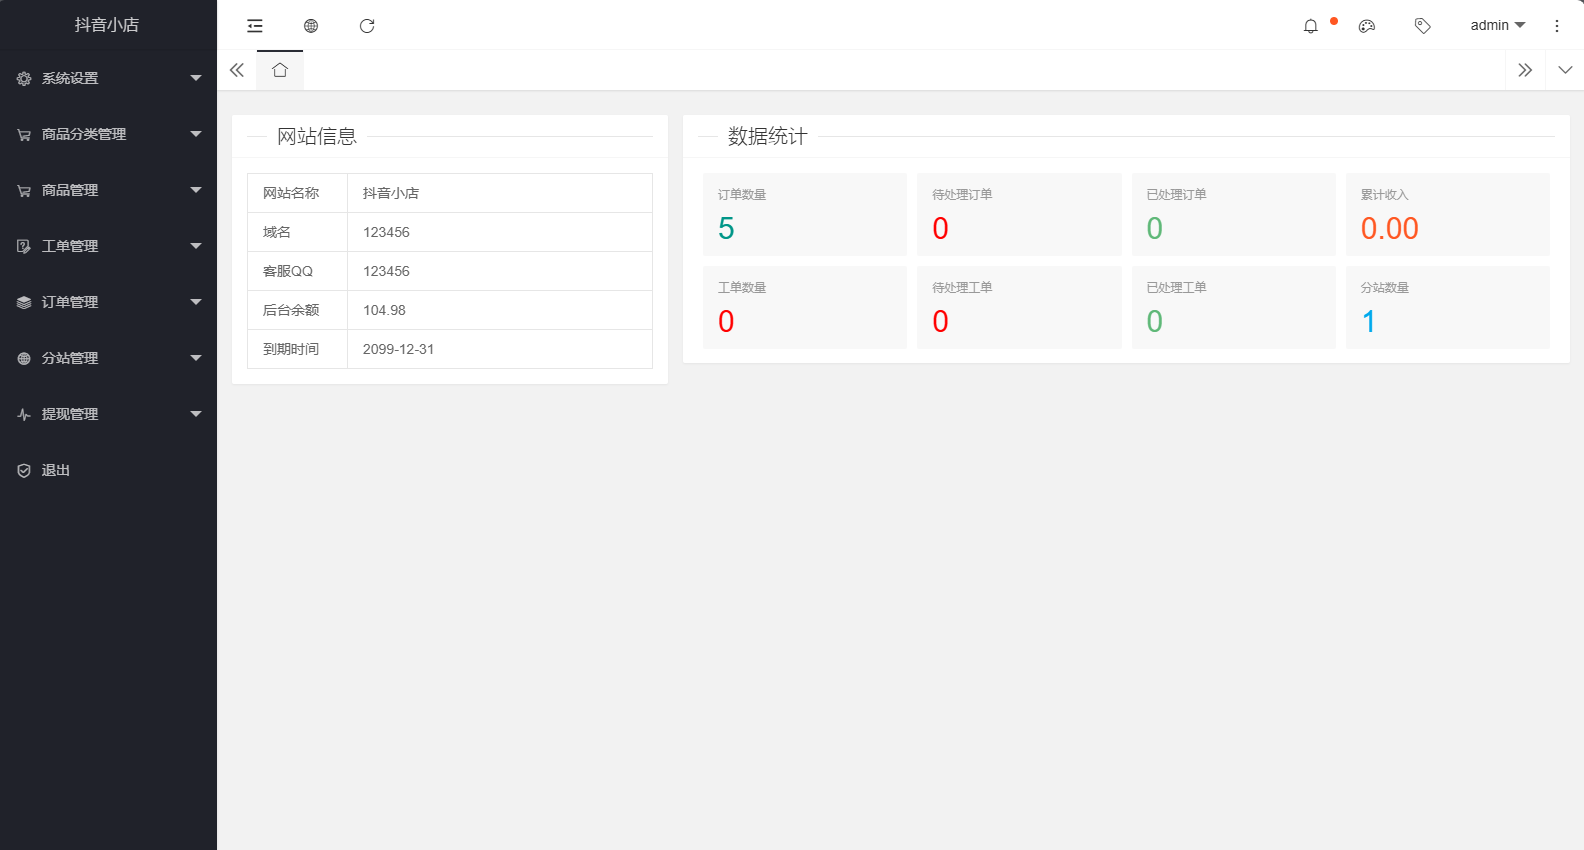 抖音小店
admin
系统设置
商品分类管理
商品管理
工单管理
订单管理
分站管理
提现管理
退出
网站信息
网站名称 抖音小店
域名 123456
客服QQ 123456
后台余额 104.98
到期时间 2099-12-31
数据统计
订单数量 待处理订单 已处理订单 累计收入
5 0 0 0.00
工单数量 待处理工单 已处理工单 分站数量
0 0 0 1